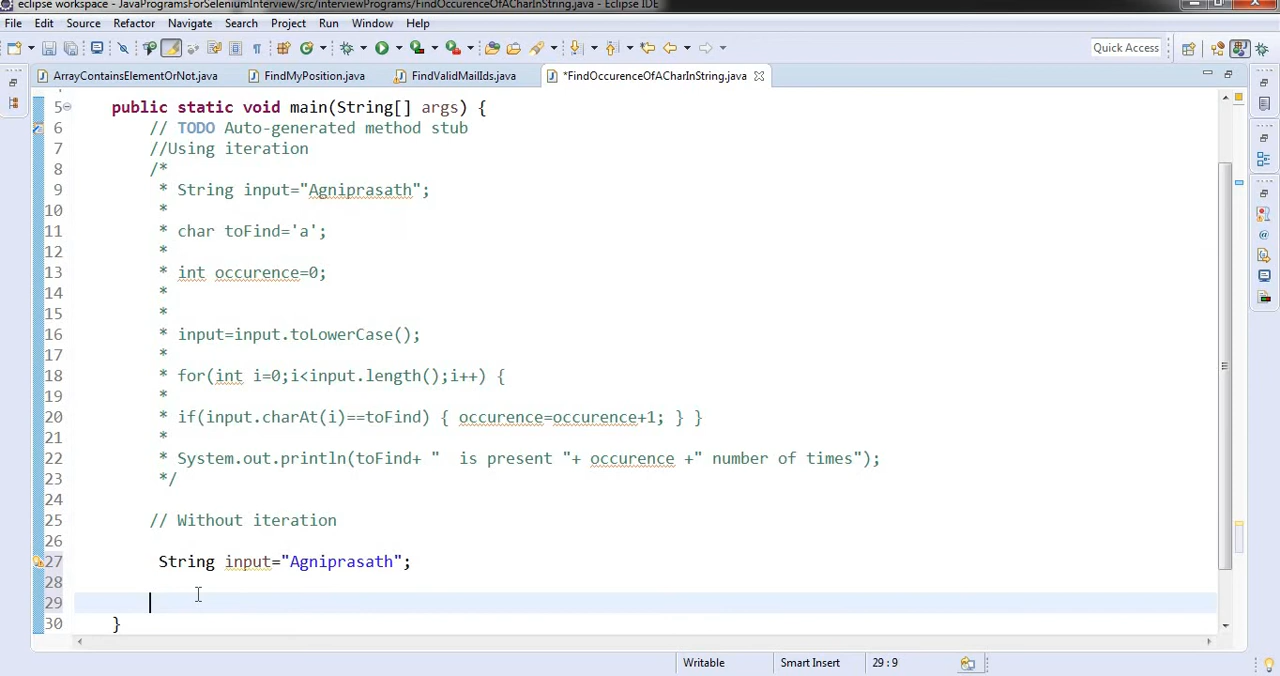 eclipse workspace - JavaProgramsForSeleniumInterview/src/interviewPrograms/FindOccurenceOfACharInString.java - Eclipse IDE
File Edit Source Refactor Navigate Search Project Run Window Help
Quick Access
ArrayContainsElementOrNot.java FindMyPosition.java FindValidMailIds.java *FindOccurenceOfACharInString.java
5 public static void main(String[] args) {
6 // TODO Auto-generated method stub
7 //Using iteration
8 /*
9 * String input="Agniprasath";
10 *
11 * char toFind='a';
12 *
13 * int occurence=0;
14 *
15 *
16 * input=input.toLowerCase();
17 *
18 * for(int i=0;i<input.length();i++) {
19 *
20 * if(input.charAt(i)==toFind) { occurence=occurence+1; } }
21 *
22 * System.out.println(toFind+ "  is present "+ occurence +" number of times");
23 */
24
25 // Without iteration
26
27 String input="Agniprasath";
28
29
30 }
Writable Smart Insert 29 : 9